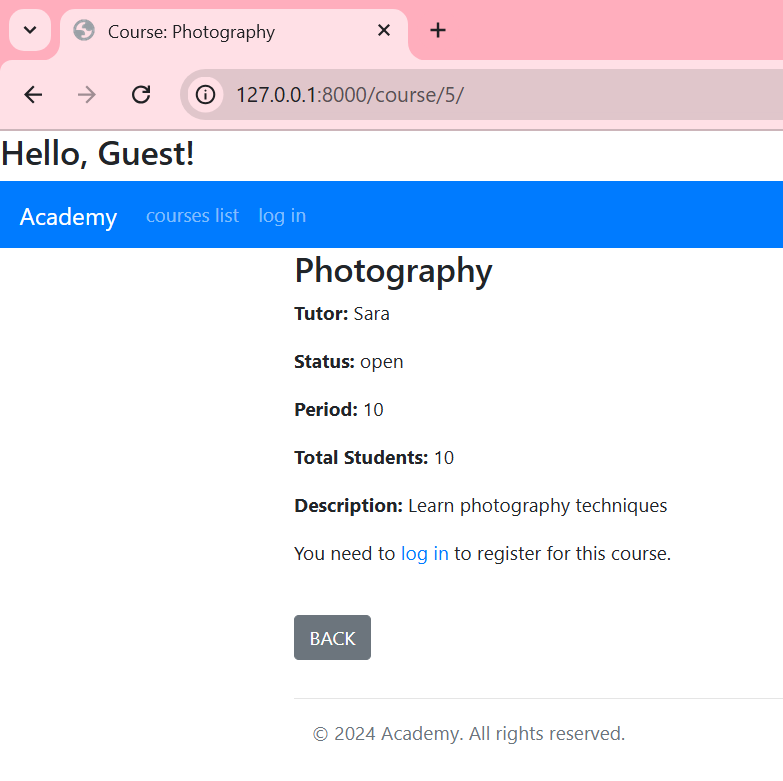 Course: Photography
127.0.0.1:8000/course/5/
Hello, Guest!
Academy courses list log in
Photography
Tutor: Sara
Status: open
Period: 10
Total Students: 10
Description: Learn photography techniques
You need to log in to register for this course.
BACK
© 2024 Academy. All rights reserved.